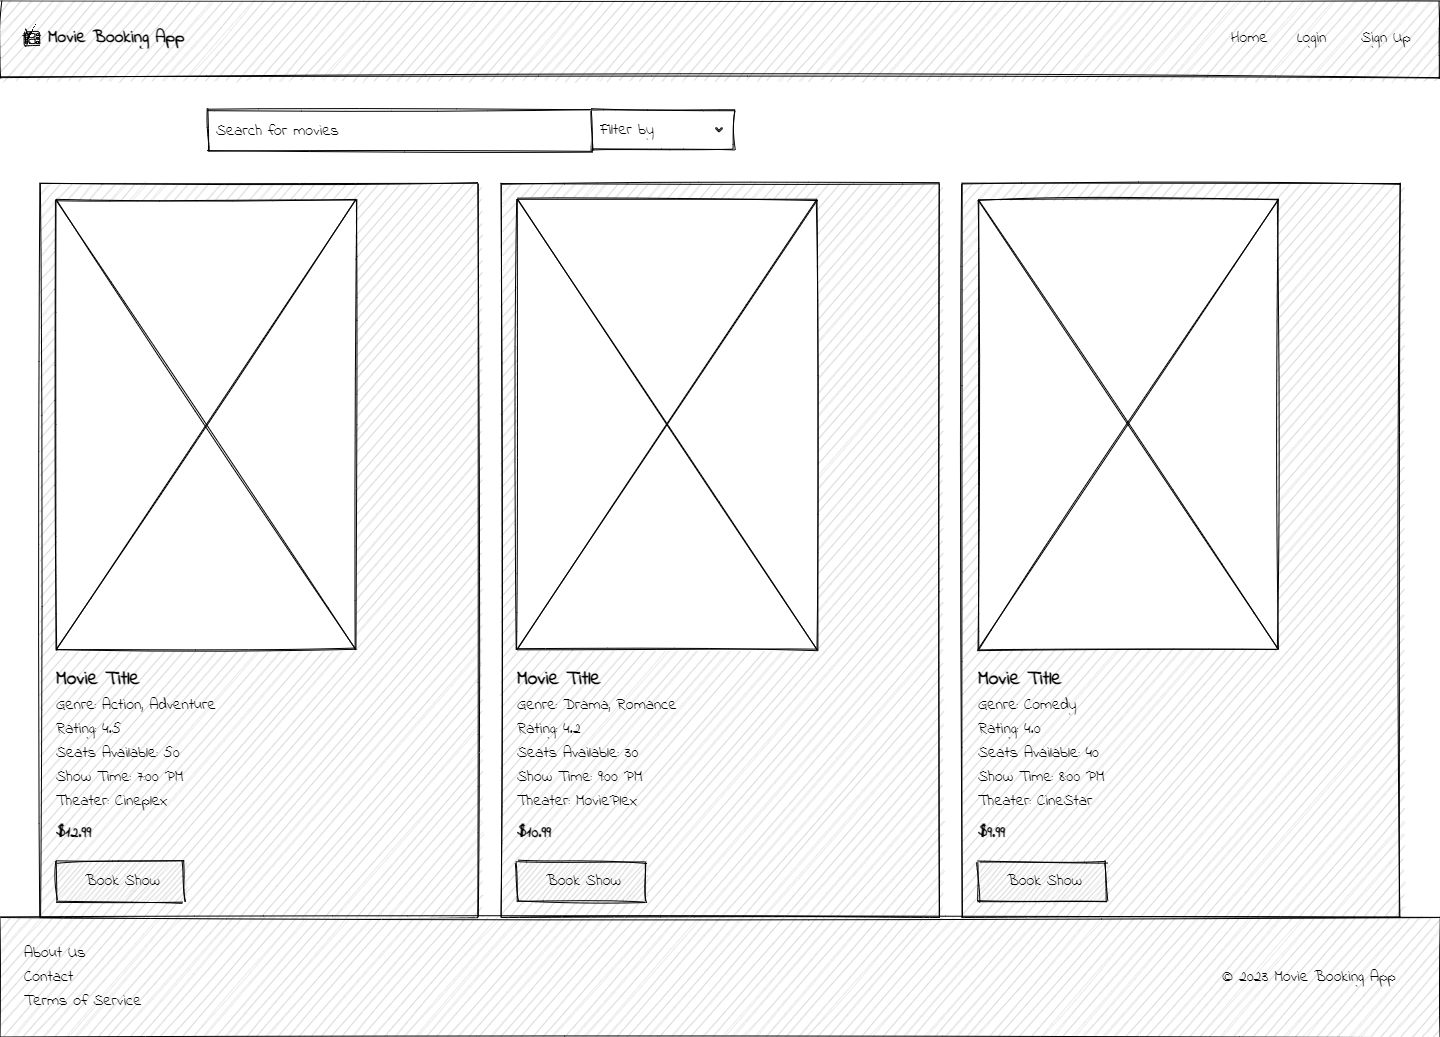 Movie Booking App
Home Login Sign Up
Search for movies
Filter by
Movie Title
Genre: Action, Adventure
Rating: 4.5
Seats Available: 50
Show Time: 7:00 PM
Theater: Cineplex
$12.99
Book Show
Movie Title
Genre: Drama, Romance
Rating: 4.2
Seats Available: 30
Show Time: 9:00 PM
Theater: MoviePlex
$10.99
Book Show
Movie Title
Genre: Comedy
Rating: 4.0
Seats Available: 40
Show Time: 8:00 PM
Theater: CineStar
$9.99
Book Show
About Us
Contact
Terms of Service
© 2023 Movie Booking App